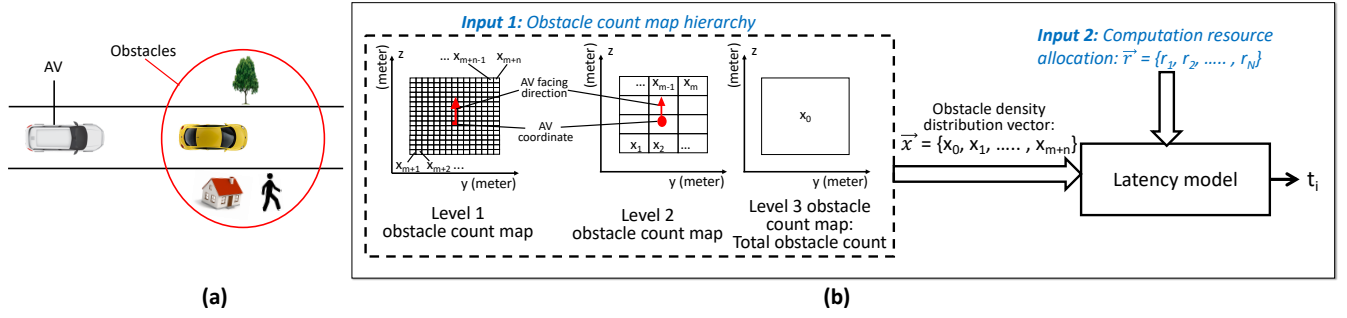 AV
Obstacles
(a)
Input 1: Obstacle count map hierarchy
(meter)
z
... x_{m+n-1} x_{m+n}
x_{m+1} x_{m+2} ...
y (meter)
Level 1
obstacle count map
AV facing
direction
AV
coordinate
(meter)
z
... x_{m-1} x_m
x_1 x_2 ...
y (meter)
Level 2
obstacle count map
(meter)
z
x_0
y (meter)
Level 3 obstacle
count map:
Total obstacle count
Obstacle density
distribution vector:
\vec{x} = {x_0, x_1, ….. , x_{m+n}}
Input 2: Computation resource
allocation: \vec{r} = {r_1, r_2, ….. , r_N}
Latency model
t_i
(b)